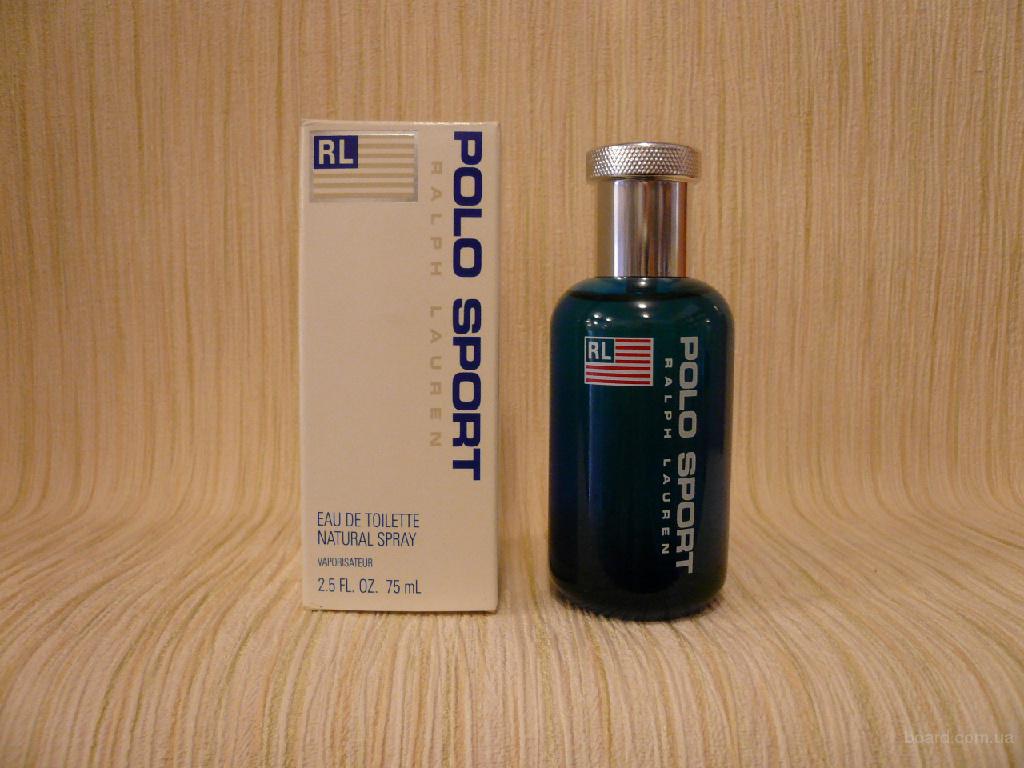 RL
POLO SPORT
RALPH LAUREN
EAU DE TOILETTE
NATURAL SPRAY
VAPORISATEUR
2.5 FL. OZ. 75 mL
RL
POLO SPORT
RALPH LAUREN
board.com.ua